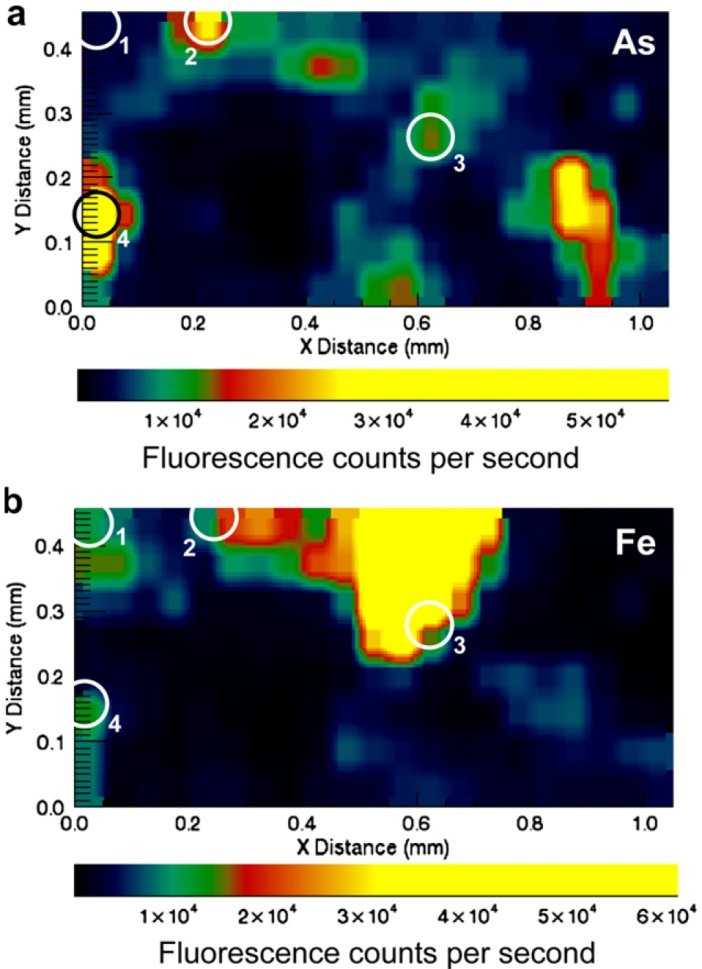 a
As
1
2
3
4
0.4
0.3
0.2
0.1
0.0
Y Distance (mm)
0.0 0.2 0.4 0.6 0.8 1.0
X Distance (mm)
1×10⁴ 2×10⁴ 3×10⁴ 4×10⁴ 5×10⁴
Fluorescence counts per second
b
Fe
1
2
3
4
0.4
0.3
0.2
0.1
0.0
Y Distance (mm)
0.0 0.2 0.4 0.6 0.8 1.0
X Distance (mm)
1×10⁴ 2×10⁴ 3×10⁴ 4×10⁴ 5×10⁴ 6×10⁴
Fluorescence counts per second